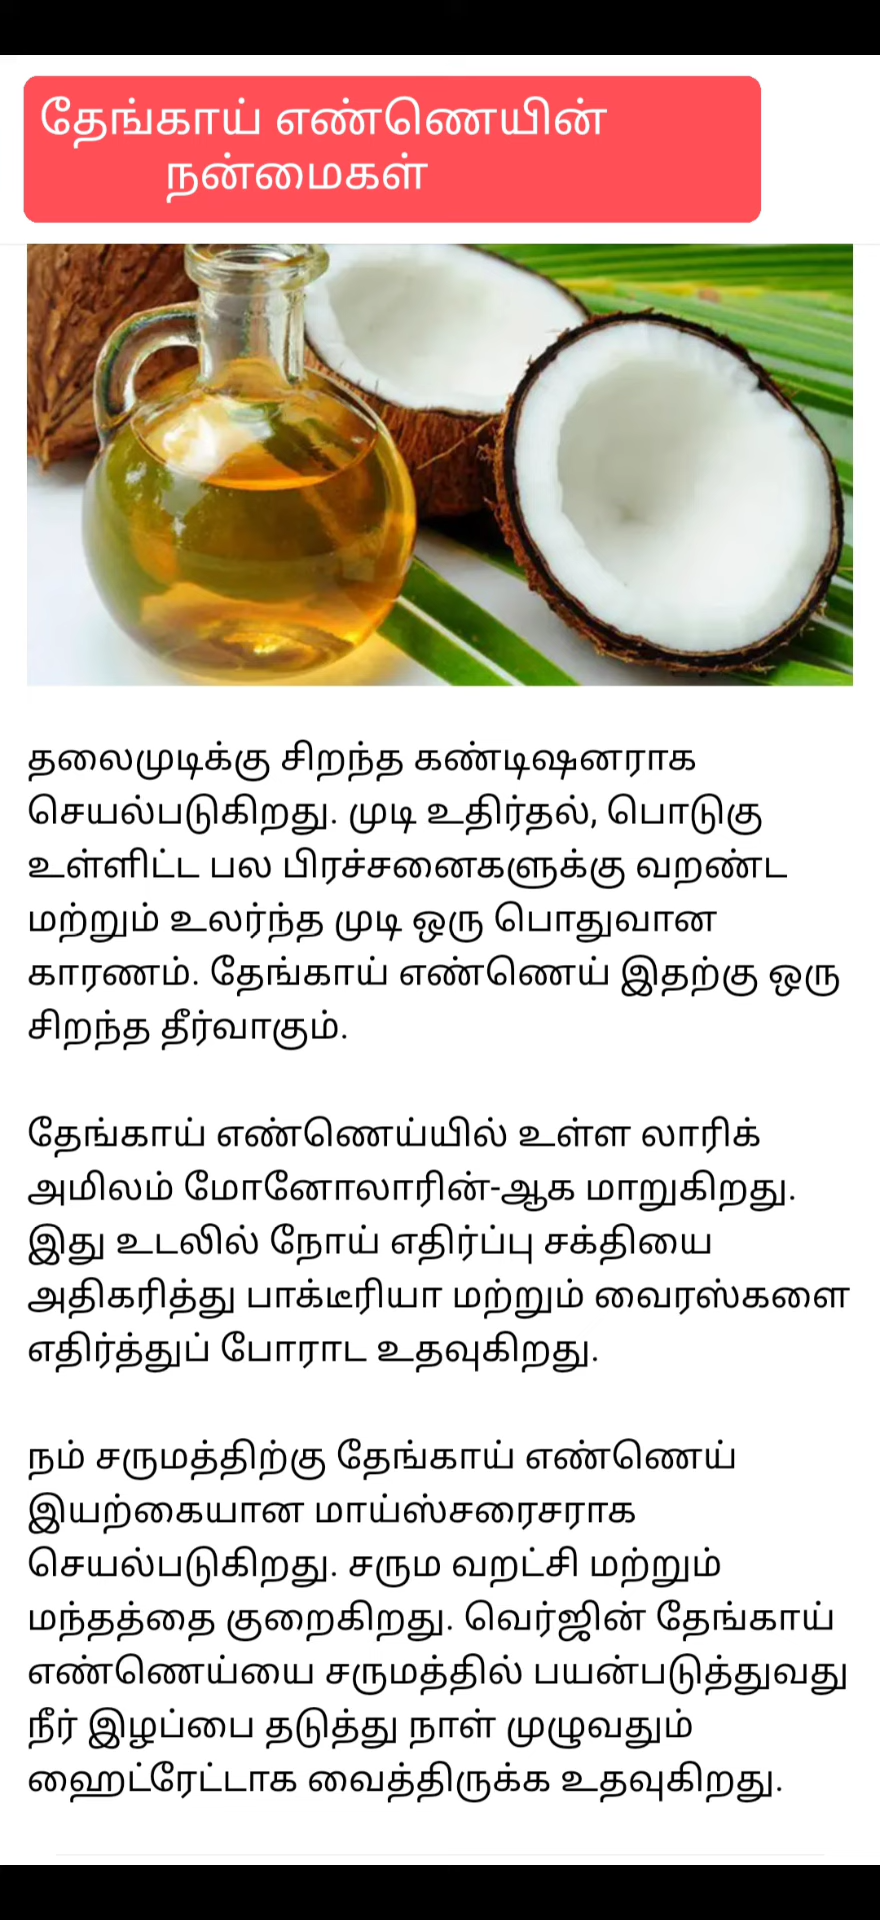 தேங்காய் எண்ணெயின்
நன்மைகள்
தலைமுடிக்கு சிறந்த கண்டிஷனராக
செயல்படுகிறது. முடி உதிர்தல், பொடுகு
உள்ளிட்ட பல பிரச்சனைகளுக்கு வறண்ட
மற்றும் உலர்ந்த முடி ஒரு பொதுவான
காரணம். தேங்காய் எண்ணெய் இதற்கு ஒரு
சிறந்த தீர்வாகும்.
தேங்காய் எண்ணெய்யில் உள்ள லாரிக்
அமிலம் மோனோலாரின்-ஆக மாறுகிறது.
இது உடலில் நோய் எதிர்ப்பு சக்தியை
அதிகரித்து பாக்டீரியா மற்றும் வைரஸ்களை
எதிர்த்துப் போராட உதவுகிறது.
நம் சருமத்திற்கு தேங்காய் எண்ணெய்
இயற்கையான மாய்ஸ்சரைசராக
செயல்படுகிறது. சரும வறட்சி மற்றும்
மந்தத்தை குறைகிறது. வெர்ஜின் தேங்காய்
எண்ணெய்யை சருமத்தில் பயன்படுத்துவது
நீர் இழப்பை தடுத்து நாள் முழுவதும்
ஹைட்ரேட்டாக வைத்திருக்க உதவுகிறது.